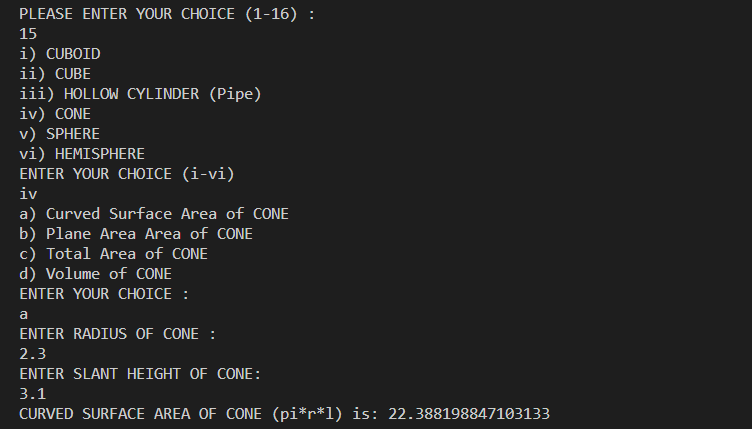 PLEASE ENTER YOUR CHOICE (1-16) :
15
i) CUBOID
ii) CUBE
iii) HOLLOW CYLINDER (Pipe)
iv) CONE
v) SPHERE
vi) HEMISPHERE
ENTER YOUR CHOICE (i-vi)
iv
a) Curved Surface Area of CONE
b) Plane Area Area of CONE
c) Total Area of CONE
d) Volume of CONE
ENTER YOUR CHOICE :
a
ENTER RADIUS OF CONE :
2.3
ENTER SLANT HEIGHT OF CONE:
3.1
CURVED SURFACE AREA OF CONE (pi*r*l) is: 22.388198847103133